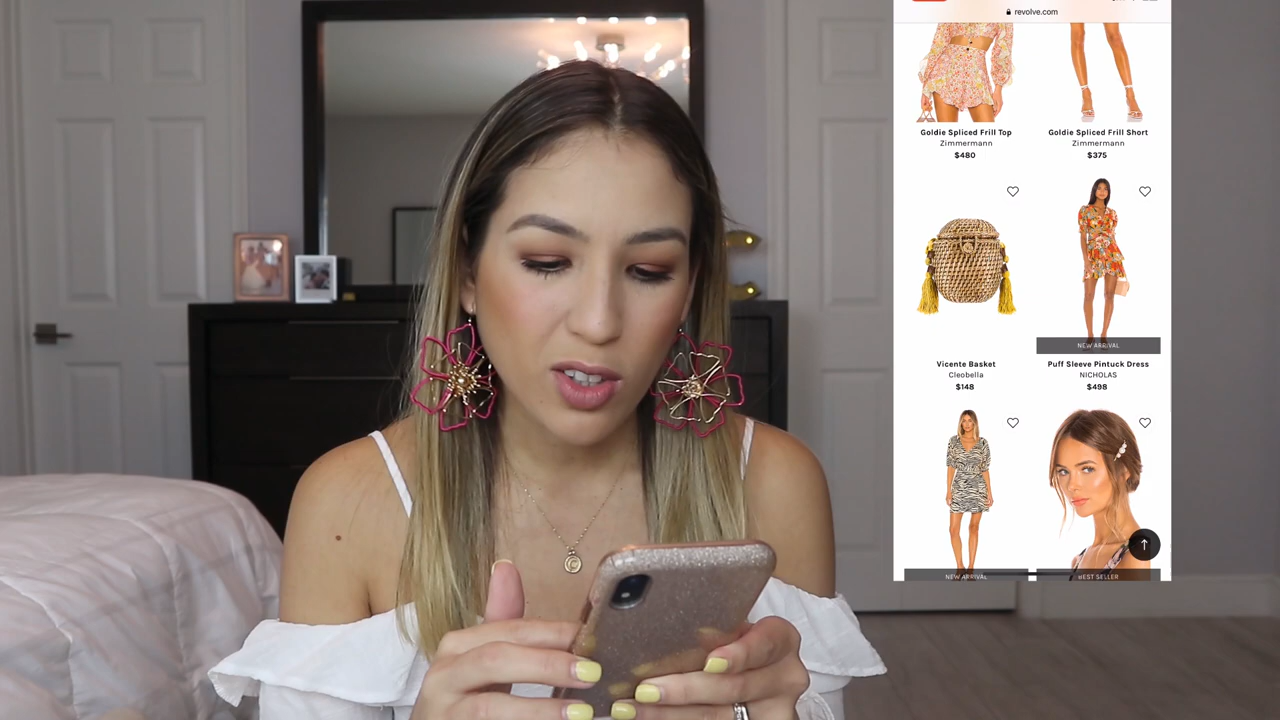 revolve.com
Goldie Spliced Frill Top
Zimmermann
$480
Goldie Spliced Frill Short
Zimmermann
$375
NEW ARRIVAL
Vicente Basket
Cleobella
$148
Puff Sleeve Pintuck Dress
NICHOLAS
$498
NEW ARRIVAL
BEST SELLER